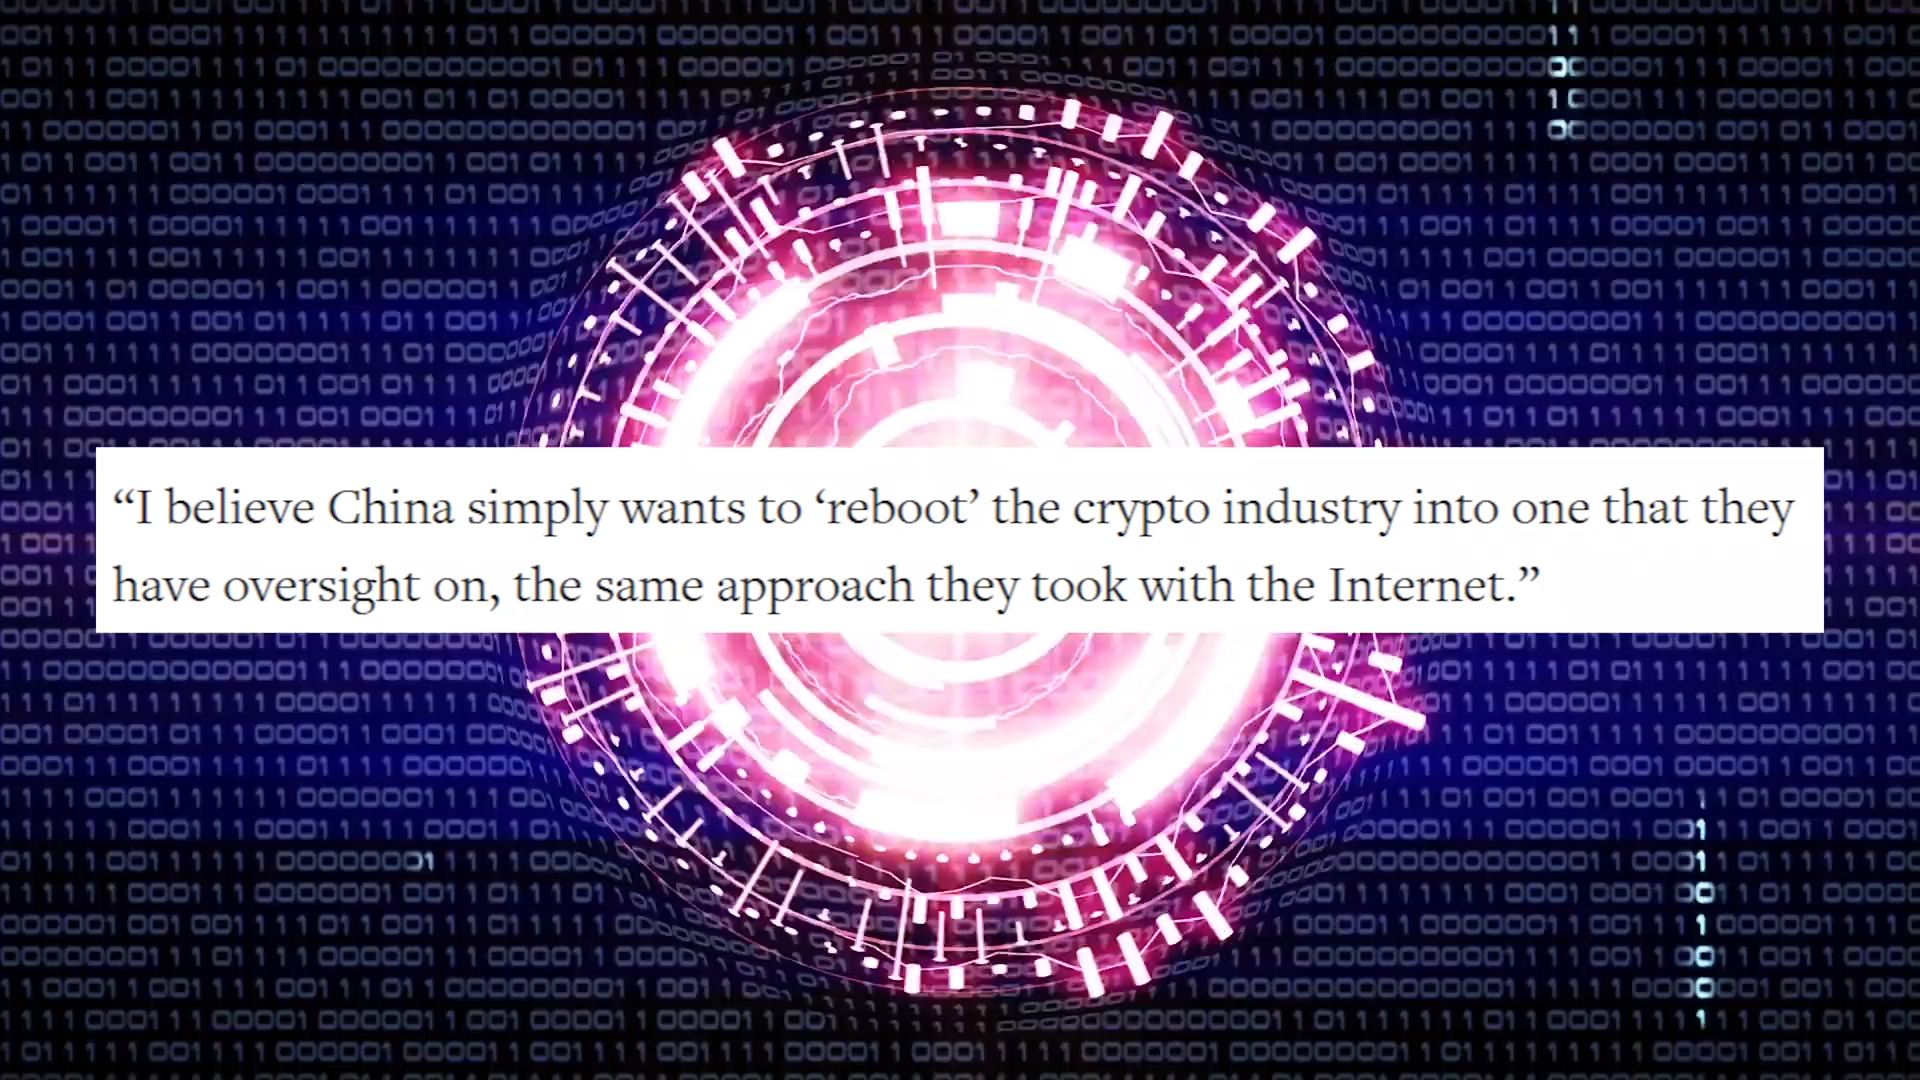 “I believe China simply wants to ‘reboot’ the crypto industry into one that they
have oversight on, the same approach they took with the Internet.”